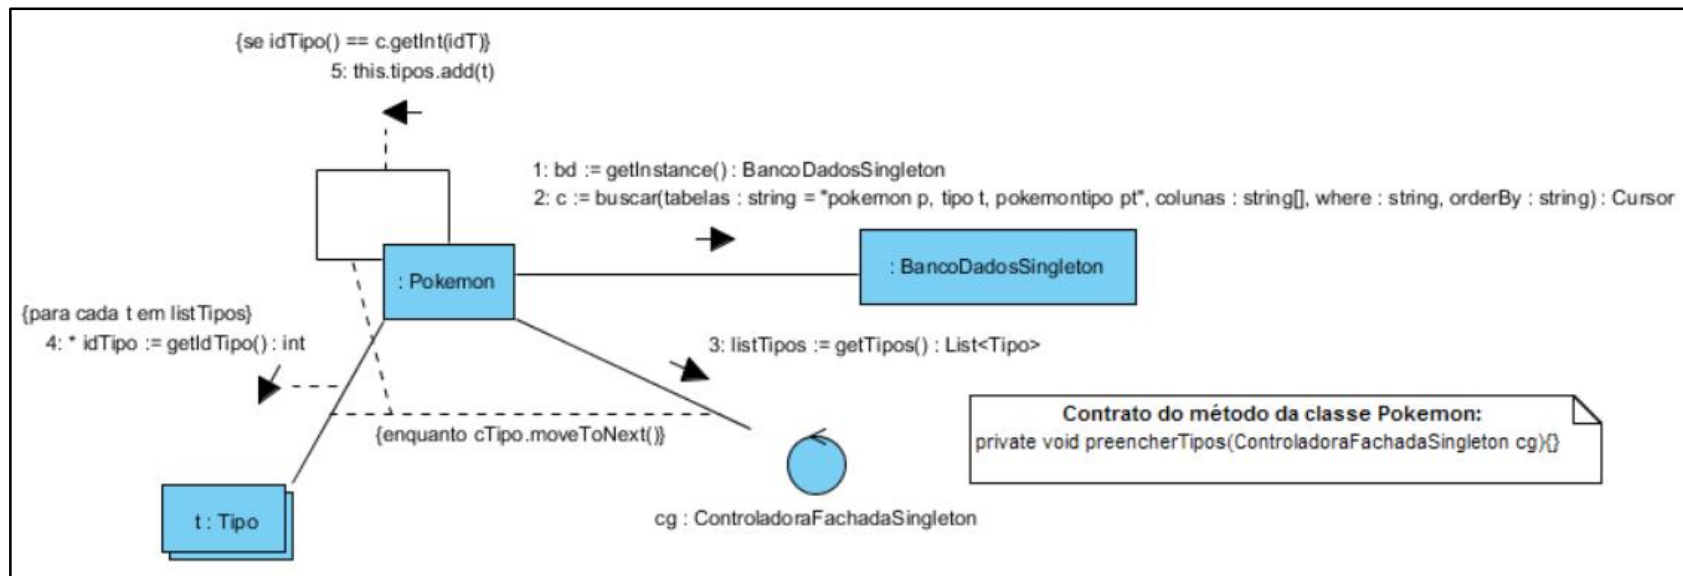 {se idTipo() == c.getInt(idT)}
5: this.tipos.add(t)
1: bd := getInstance() : BancoDadosSingleton
2: c := buscar(tabelas : string = "pokemon p, tipo t, pokemontipo pt", colunas : string[], where : string, orderBy : string) : Cursor
: Pokemon
: BancoDadosSingleton
{para cada t em listTipos}
4: * idTipo := getIdTipo() : int
3: listTipos := getTipos() : List<Tipo>
{enquanto cTipo.moveToNext()}
Contrato do método da classe Pokemon:
private void preencherTipos(ControladoraFachadaSingleton cg){}
t : Tipo
cg : ControladoraFachadaSingleton